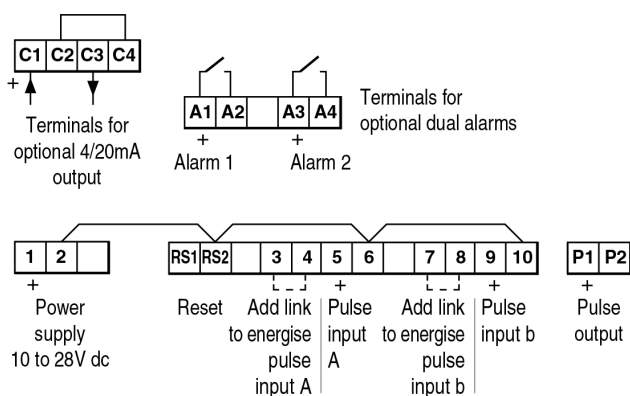 C1 C2 C3 C4
+
Terminals for
optional 4/20mA
output
A1 A2 A3 A4
+ +
Alarm 1 Alarm 2
Terminals for
optional dual alarms
1 2 RS1 RS2 3 4 5 6 7 8 9 10 P1 P2
+ + + +
Power
supply
10 to 28V dc
Reset
Add link
to energise
pulse
input A
Pulse
input
A
Add link
to energise
pulse
input b
Pulse
input b
Pulse
output